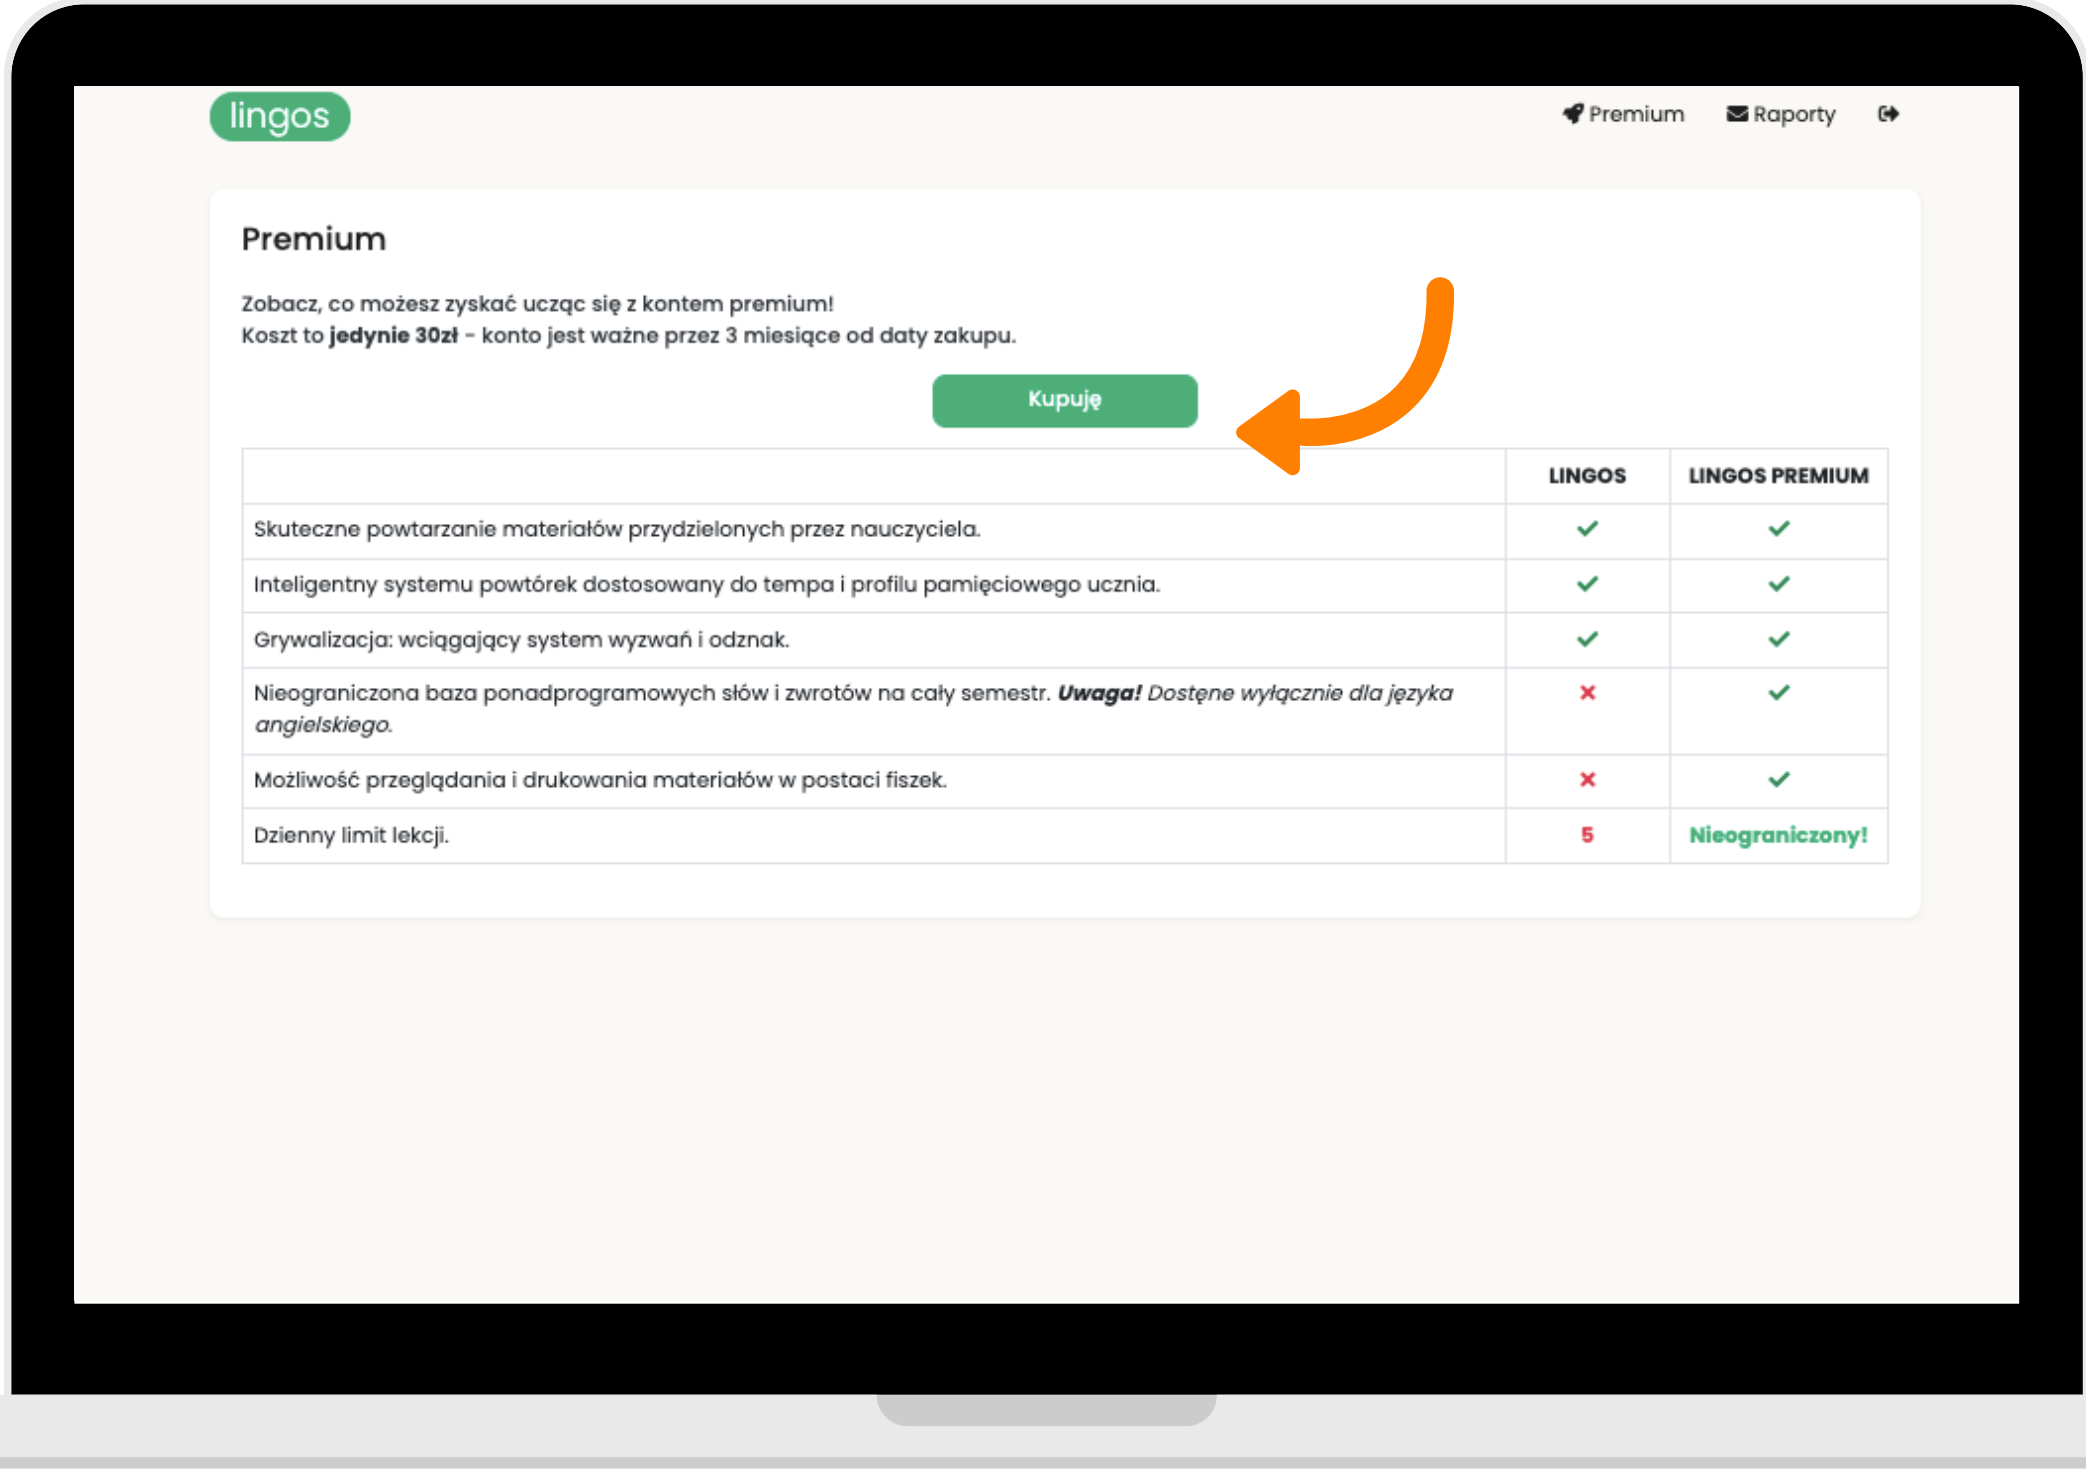 lingos
Premium
Raporty
Premium
Zobacz, co możesz zyskać ucząc się z kontem premium!
Koszt to jedynie 30zł - konto jest ważne przez 3 miesiące od daty zakupu.
Kupuję
LINGOS LINGOS PREMIUM
Skuteczne powtarzanie materiałów przydzielonych przez nauczyciela.
Inteligentny systemu powtórek dostosowany do tempa i profilu pamięciowego ucznia.
Grywalizacja: wciągający system wyzwań i odznak.
Nieograniczona baza ponadprogramowych słów i zwrotów na cały semestr. Uwaga! Dostęne wyłącznie dla języka
angielskiego.
Możliwość przeglądania i drukowania materiałów w postaci fiszek.
Dzienny limit lekcji. 5 Nieograniczony!